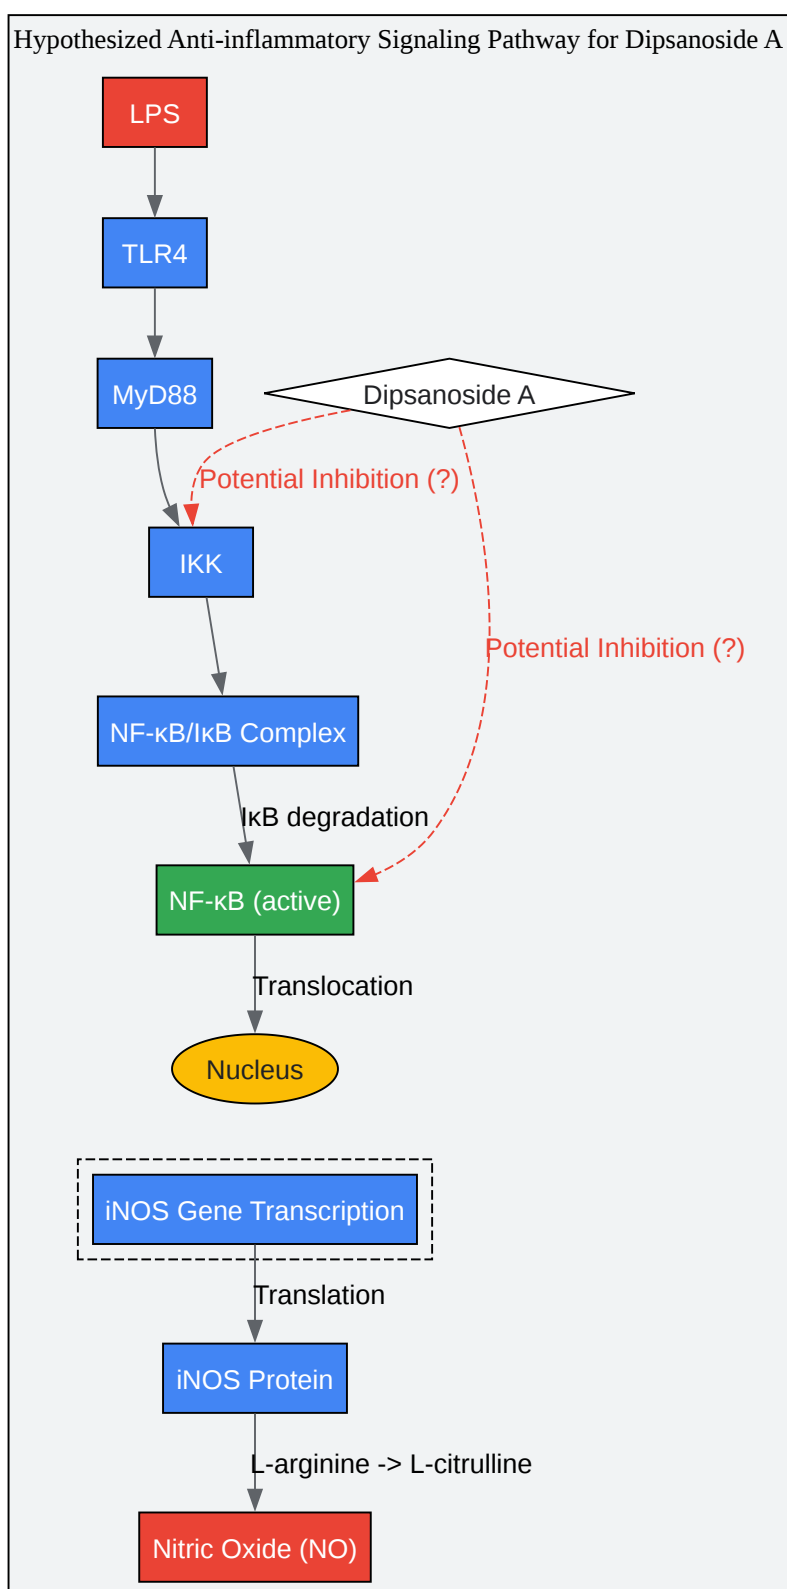 Hypothesized Anti-inflammatory Signaling Pathway for Dipsanoside A
LPS
TLR4
MyD88
Dipsanoside A
Potential Inhibition (?)
IKK
Potential Inhibition (?)
NF-κB/IκB Complex
IκB degradation
NF-κB (active)
Translocation
Nucleus
iNOS Gene Transcription
Translation
iNOS Protein
L-arginine -> L-citrulline
Nitric Oxide (NO)